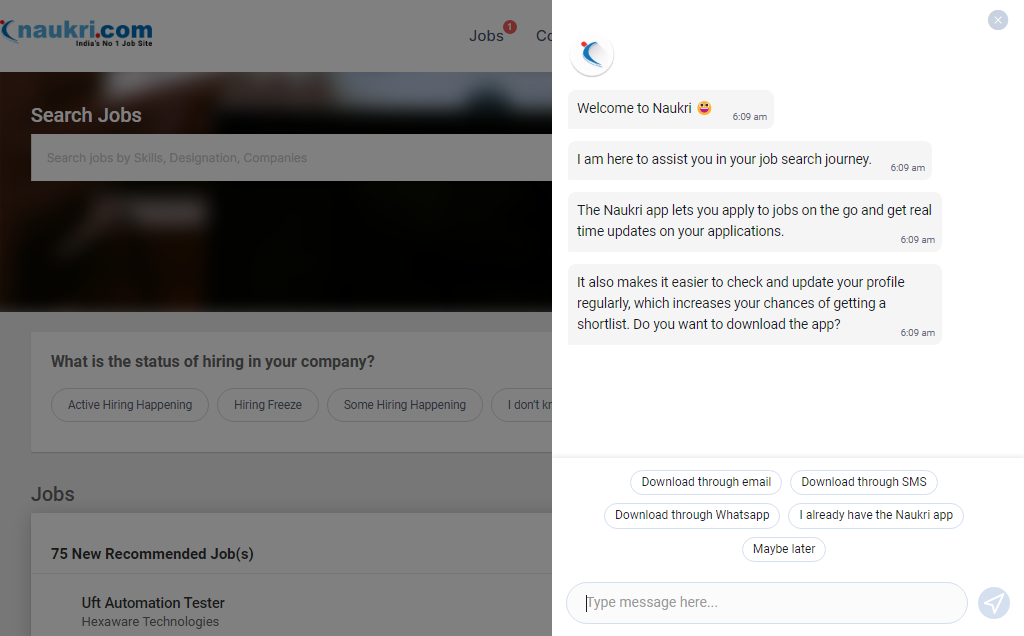 naukri.com
India's No 1 Job Site
Jobs
1
Search Jobs
Search jobs by Skills, Designation, Companies
What is the status of hiring in your company?
Active Hiring Happening
Hiring Freeze
Some Hiring Happening
I don't
Jobs
75 New Recommended Job(s)
Uft Automation Tester
Hexaware Technologies
Welcome to Naukri 😀
6:09 am
I am here to assist you in your job search journey.
6:09 am
The Naukri app lets you apply to jobs on the go and get real
time updates on your applications.
6:09 am
It also makes it easier to check and update your profile
regularly, which increases your chances of getting a
shortlist. Do you want to download the app?
6:09 am
Download through email
Download through SMS
Download through Whatsapp
I already have the Naukri app
Maybe later
Type message here...